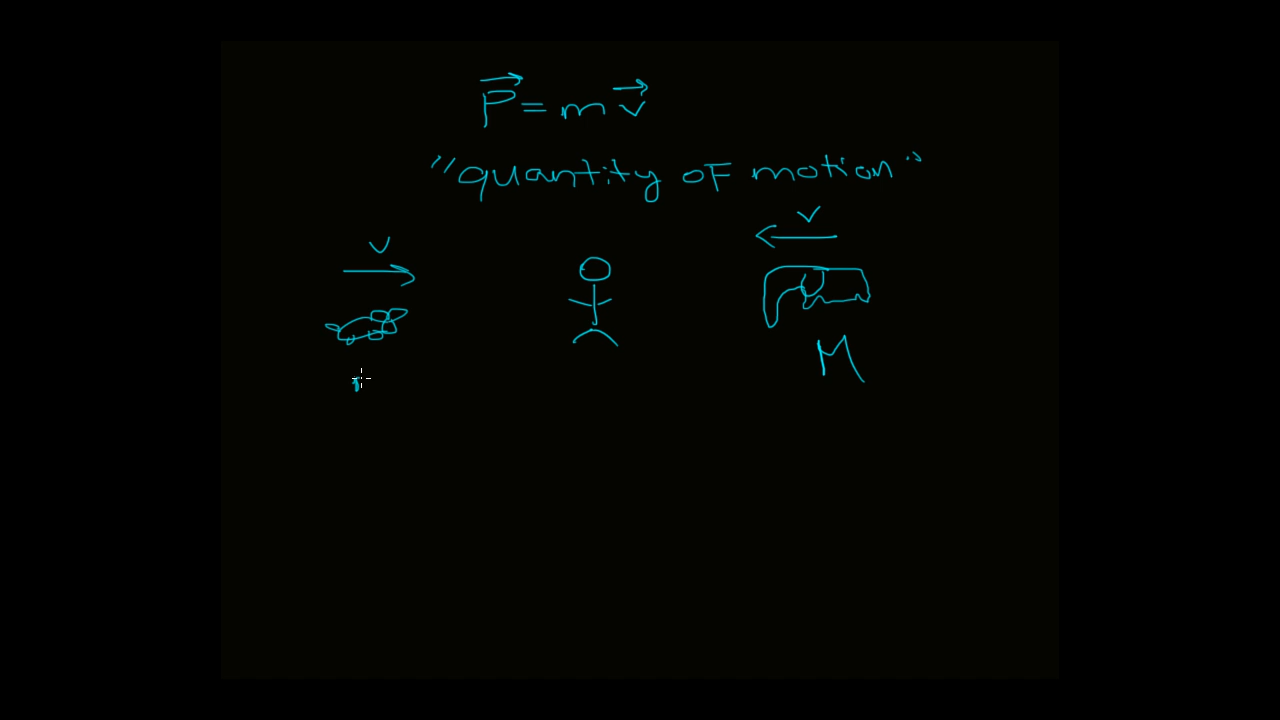 P⃗ = mv⃗
"quantity of motion"
v
v
M